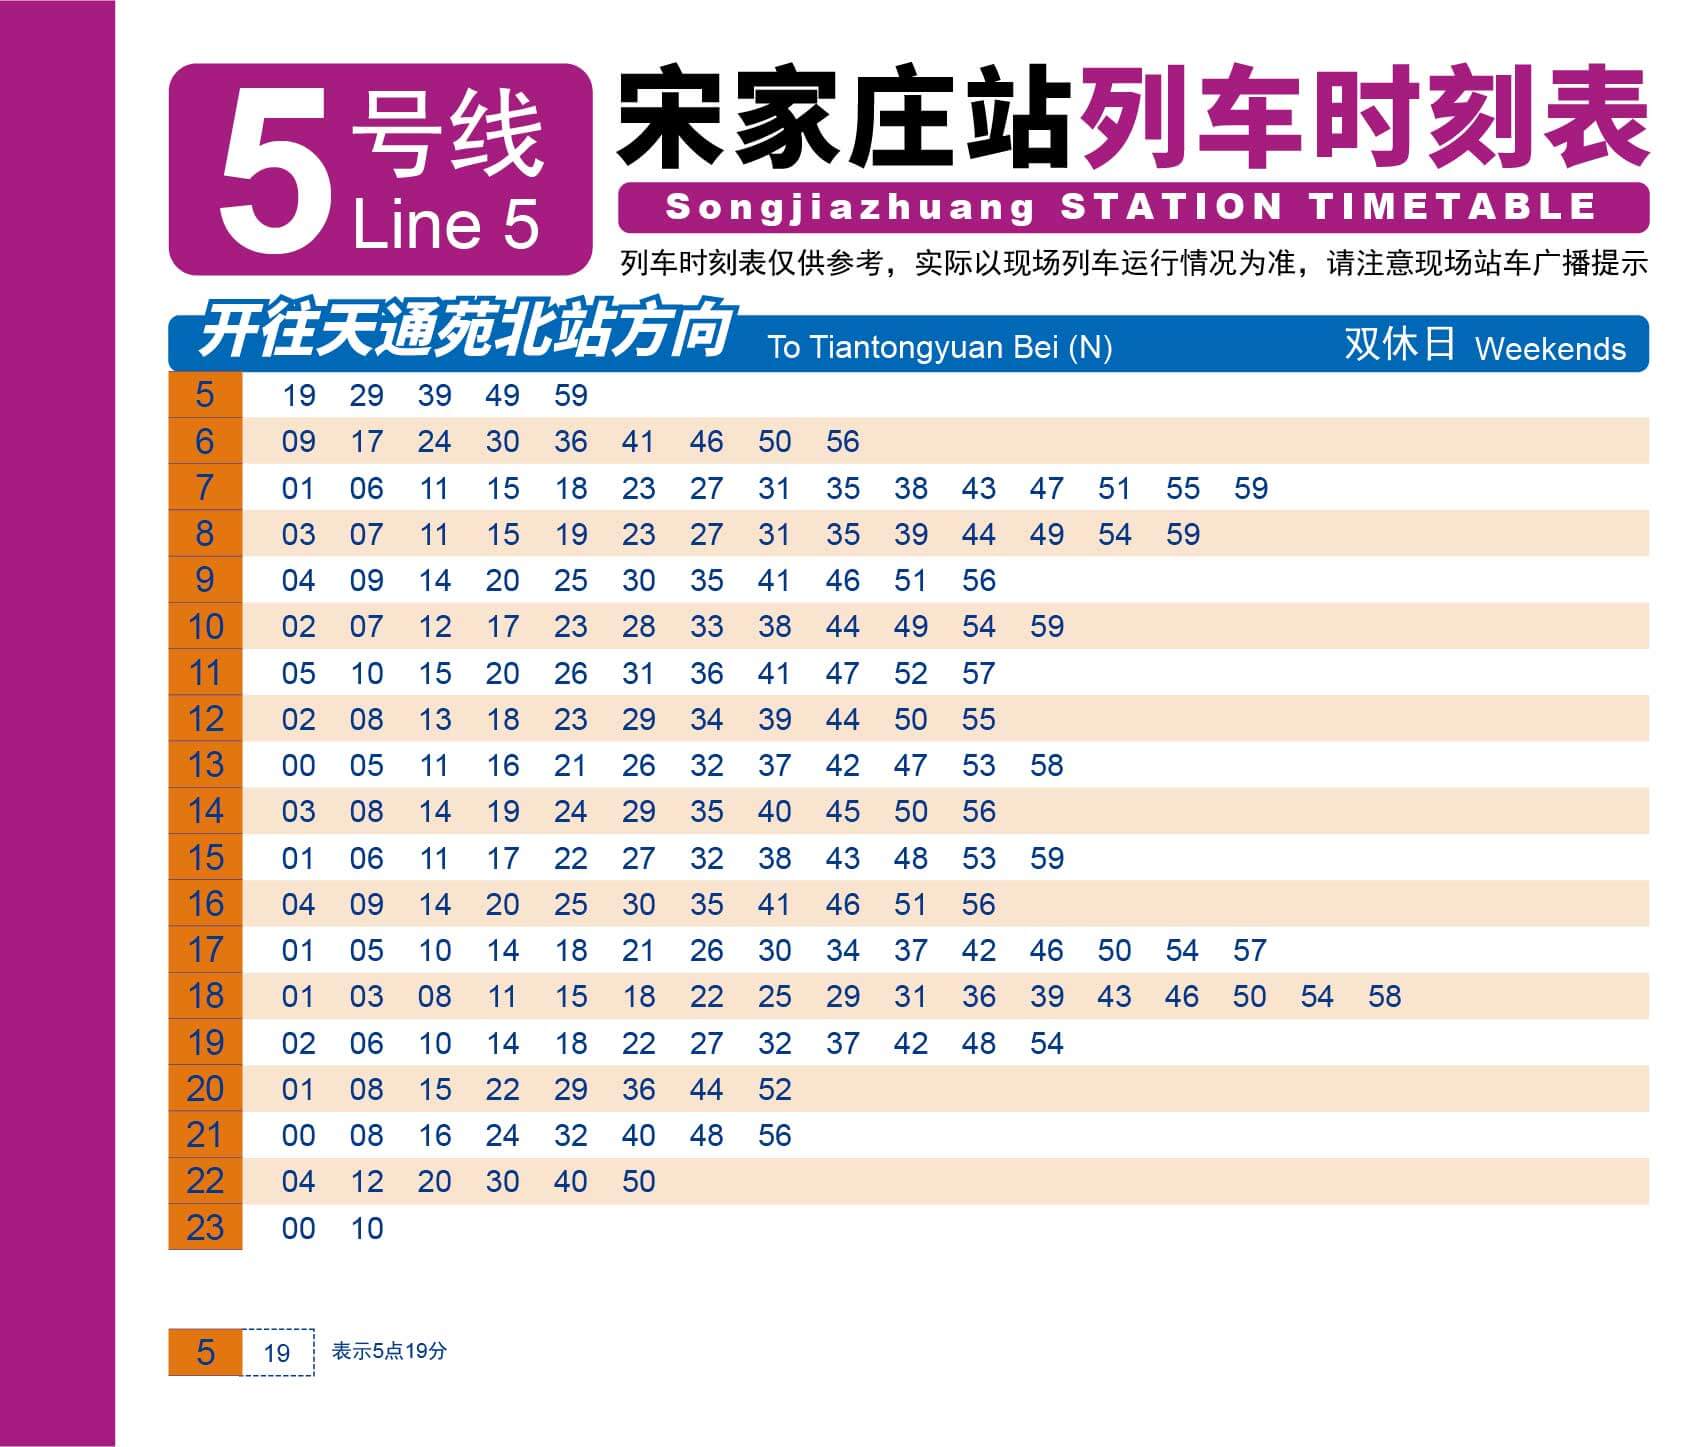 5号线
Line 5
宋家庄站列车时刻表
Songjiazhuang STATION TIMETABLE
列车时刻表仅供参考，实际以现场列车运行情况为准，请注意现场站车广播提示
开往天通苑北站方向 To Tiantongyuan Bei (N) 双休日 Weekends
5 19 29 39 49 59
6 09 17 24 30 36 41 46 50 56
7 01 06 11 15 18 23 27 31 35 38 43 47 51 55 59
8 03 07 11 15 19 23 27 31 35 39 44 49 54 59
9 04 09 14 20 25 30 35 41 46 51 56
10 02 07 12 17 23 28 33 38 44 49 54 59
11 05 10 15 20 26 31 36 41 47 52 57
12 02 08 13 18 23 29 34 39 44 50 55
13 00 05 11 16 21 26 32 37 42 47 53 58
14 03 08 14 19 24 29 35 40 45 50 56
15 01 06 11 17 22 27 32 38 43 48 53 59
16 04 09 14 20 25 30 35 41 46 51 56
17 01 05 10 14 18 21 26 30 34 37 42 46 50 54 57
18 01 03 08 11 15 18 22 25 29 31 36 39 43 46 50 54 58
19 02 06 10 14 18 22 27 32 37 42 48 54
20 01 08 15 22 29 36 44 52
21 00 08 16 24 32 40 48 56
22 04 12 20 30 40 50
23 00 10
5 19 表示5点19分